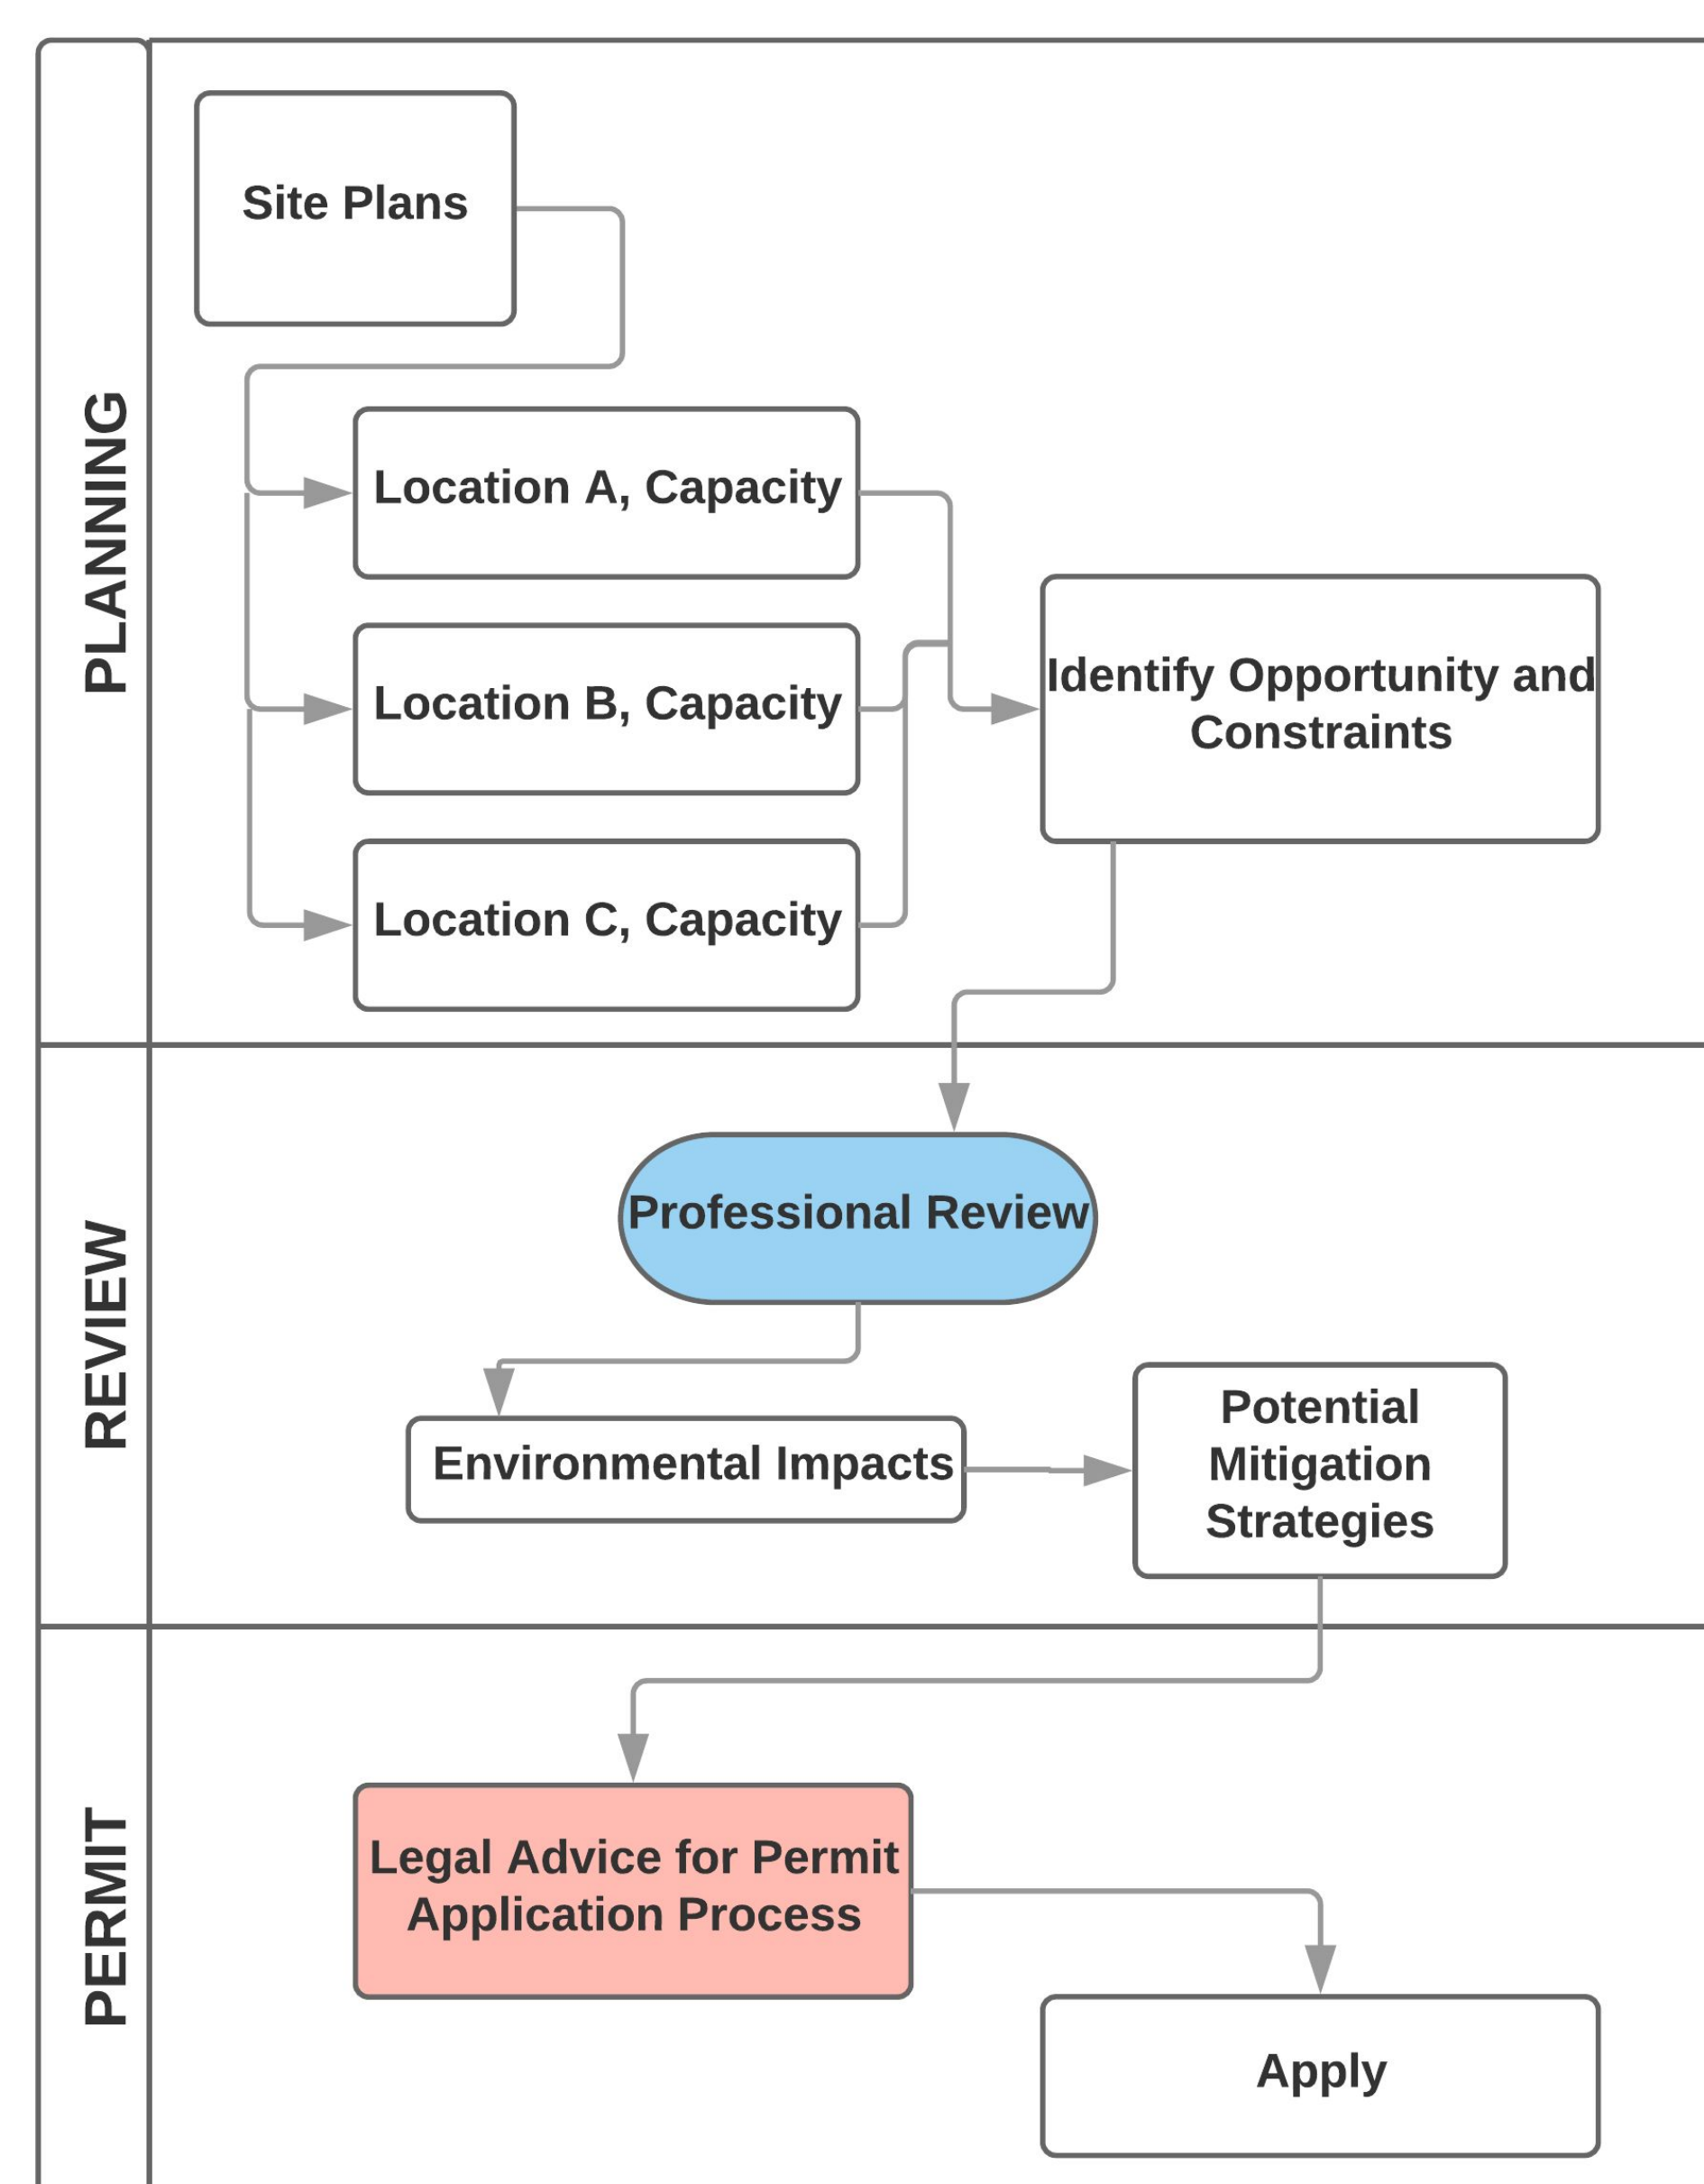 PLANNING
Site Plans
Location A, Capacity
Location B, Capacity
Location C, Capacity
Identify Opportunity and
Constraints
REVIEW
Professional Review
Environmental Impacts
Potential
Mitigation
Strategies
PERMIT
Legal Advice for Permit
Application Process
Apply